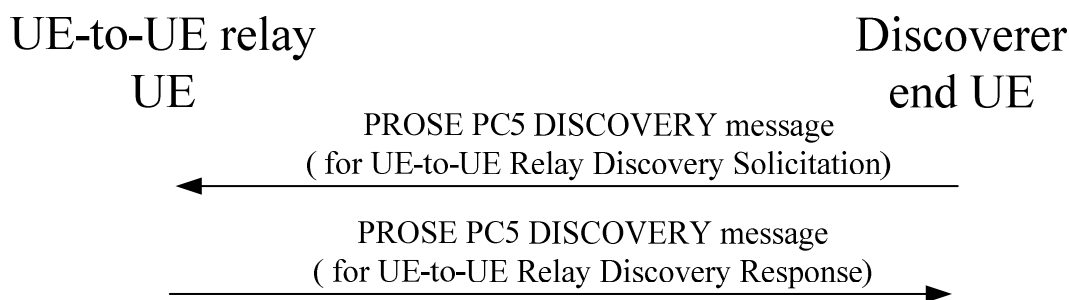 UE-to-UE relay
UE
Discoverer
end UE
PROSE PC5 DISCOVERY message
( for UE-to-UE Relay Discovery Solicitation)
PROSE PC5 DISCOVERY message
( for UE-to-UE Relay Discovery Response)